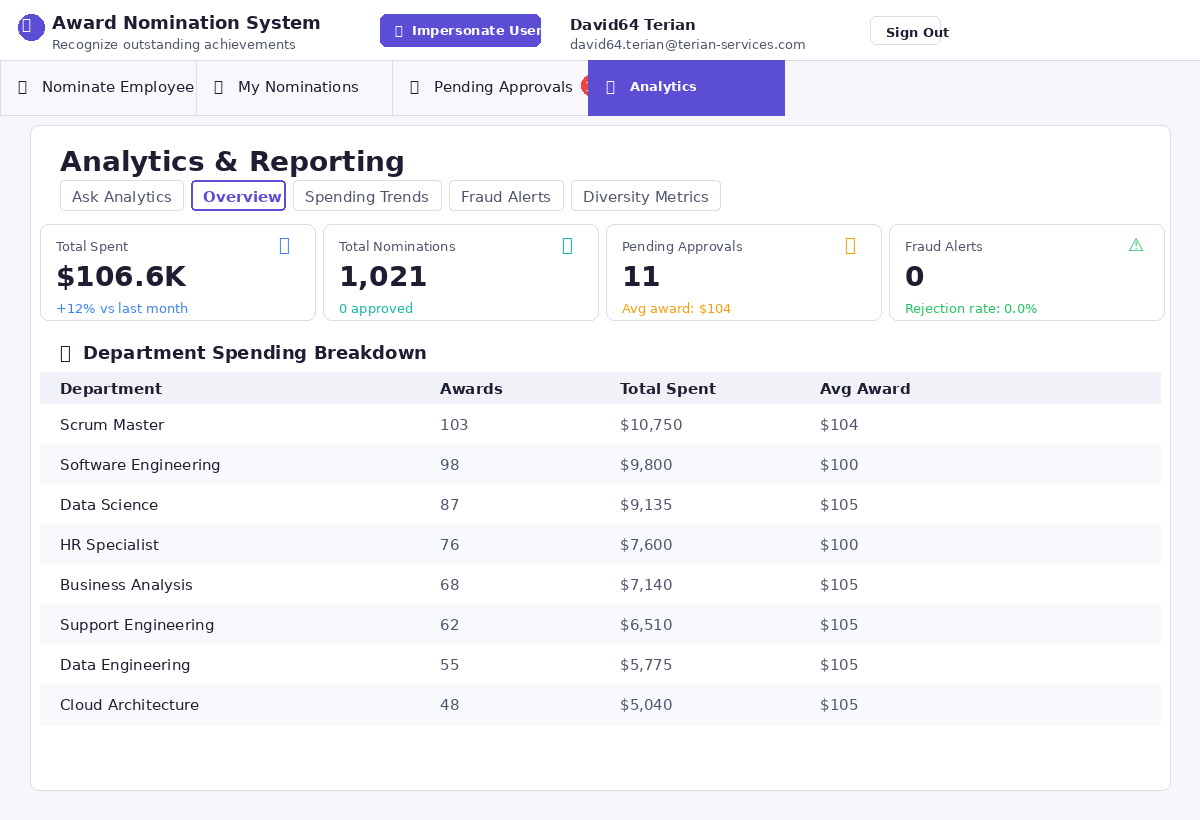 Award Nomination System
Recognize outstanding achievements
Impersonate User
David64 Terian
david64.terian@terian-services.com
Sign Out
Nominate Employee
My Nominations
Pending Approvals
Analytics
Analytics & Reporting
Ask Analytics
Overview
Spending Trends
Fraud Alerts
Diversity Metrics
Total Spent
$106.6K
+12% vs last month
Total Nominations
1,021
0 approved
Pending Approvals
11
Avg award: $104
Fraud Alerts
0
Rejection rate: 0.0%
Department Spending Breakdown
Department Awards Total Spent Avg Award
Scrum Master 103 $10,750 $104
Software Engineering 98 $9,800 $100
Data Science 87 $9,135 $105
HR Specialist 76 $7,600 $100
Business Analysis 68 $7,140 $105
Support Engineering 62 $6,510 $105
Data Engineering 55 $5,775 $105
Cloud Architecture 48 $5,040 $105